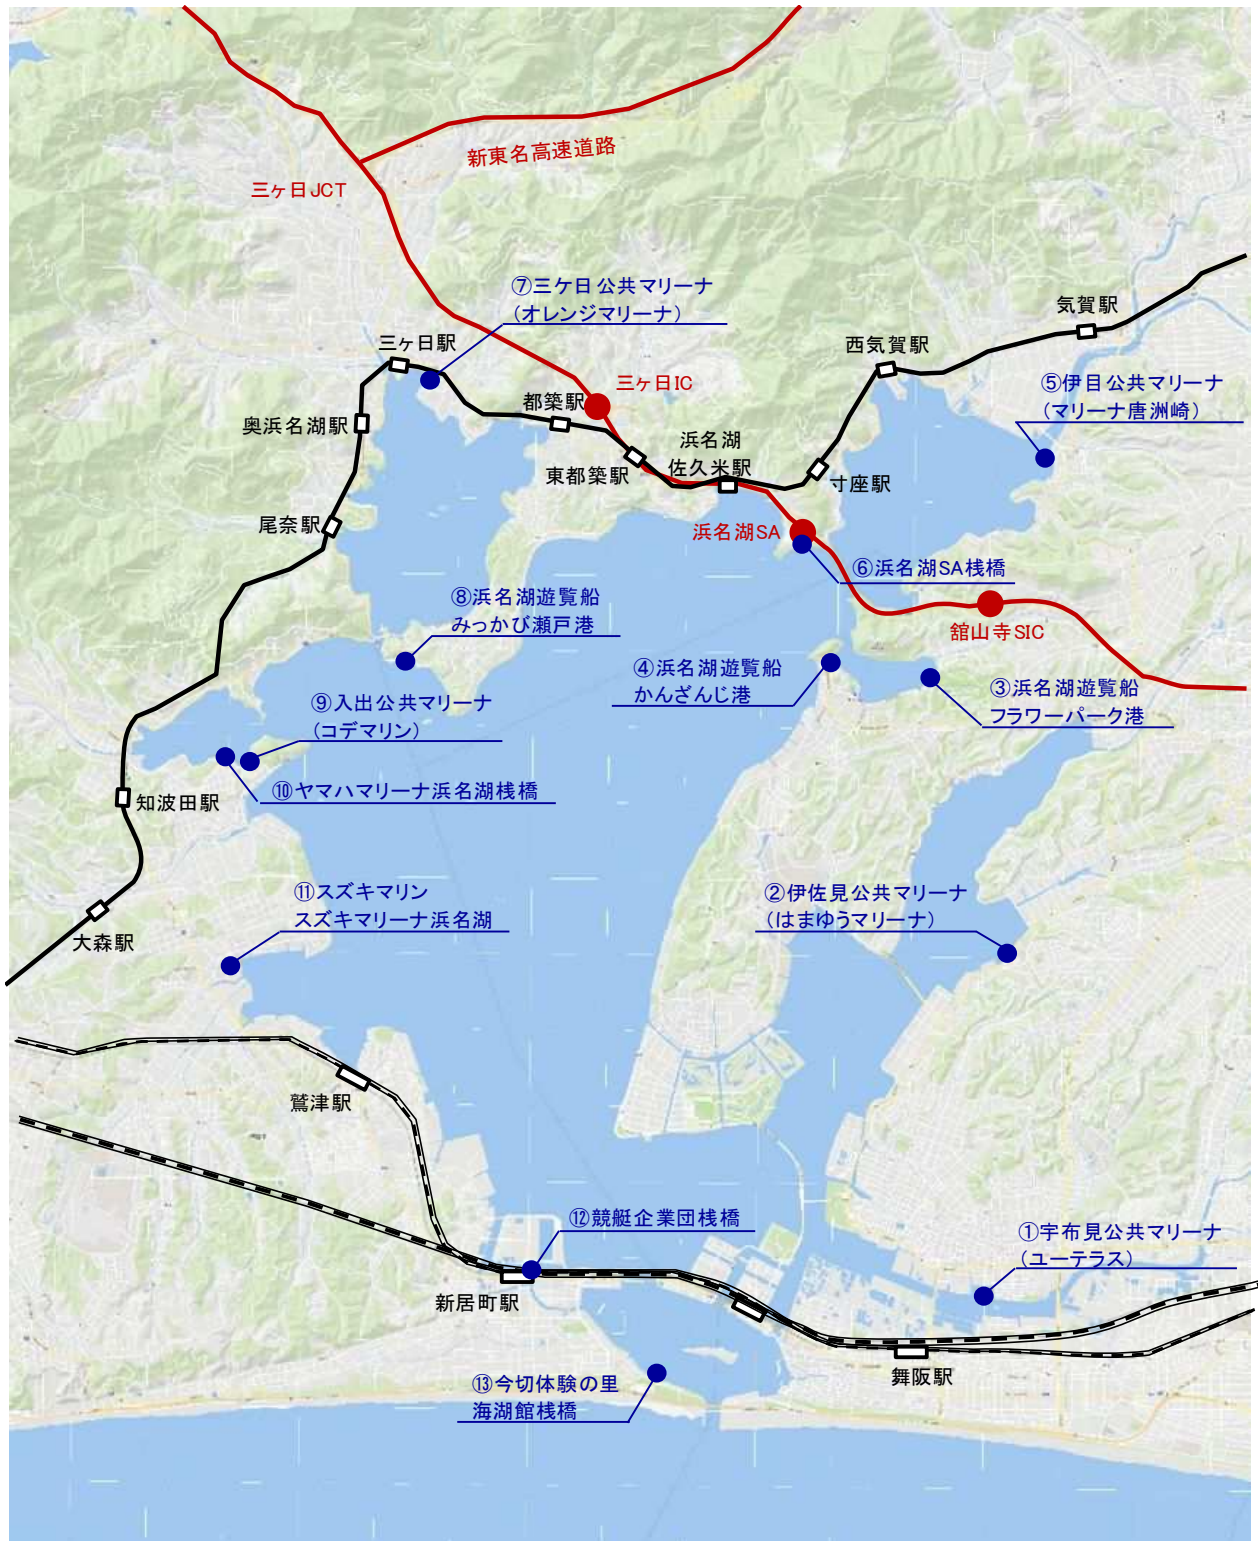 新東名高速道路
三ヶ日JCT
⑦三ケ日公共マリーナ
(オレンジマリーナ)
気賀駅
三ヶ日駅
西気賀駅
三ヶ日IC
⑤伊目公共マリーナ
(マリーナ唐洲崎)
都築駅
奥浜名湖駅
浜名湖
佐久米駅
東都築駅
寸座駅
尾奈駅
浜名湖SA
⑥浜名湖SA桟橋
⑧浜名湖遊覧船
みっかび瀬戸港
舘山寺SIC
④浜名湖遊覧船
かんざんじ港
③浜名湖遊覧船
フラワーパーク港
⑨入出公共マリーナ
(コデマリン)
⑩ヤマハマリーナ浜名湖桟橋
知波田駅
⑪スズキマリン
スズキマリーナ浜名湖
②伊佐見公共マリーナ
(はまゆうマリーナ)
大森駅
鷲津駅
⑫競艇企業団桟橋
①宇布見公共マリーナ
(ユーテラス)
新居町駅
舞阪駅
⑬今切体験の里
海湖館桟橋